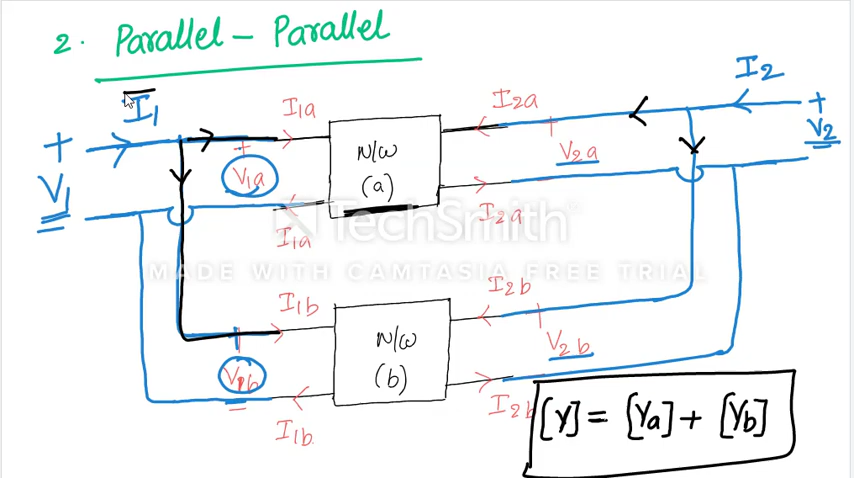 2. Parallel - Parallel
I1
I1a
I2a
I2
+
+
+
V1
V1a
N/W
(a)
V2a
V2
I1a
I2a
TechSmith
MADE WITH CAMTASIA FREE TRIAL
I1b
I2b
V1b
N/W
(b)
V2b
I1b
I2b
[Y] = [Ya] + [Yb]